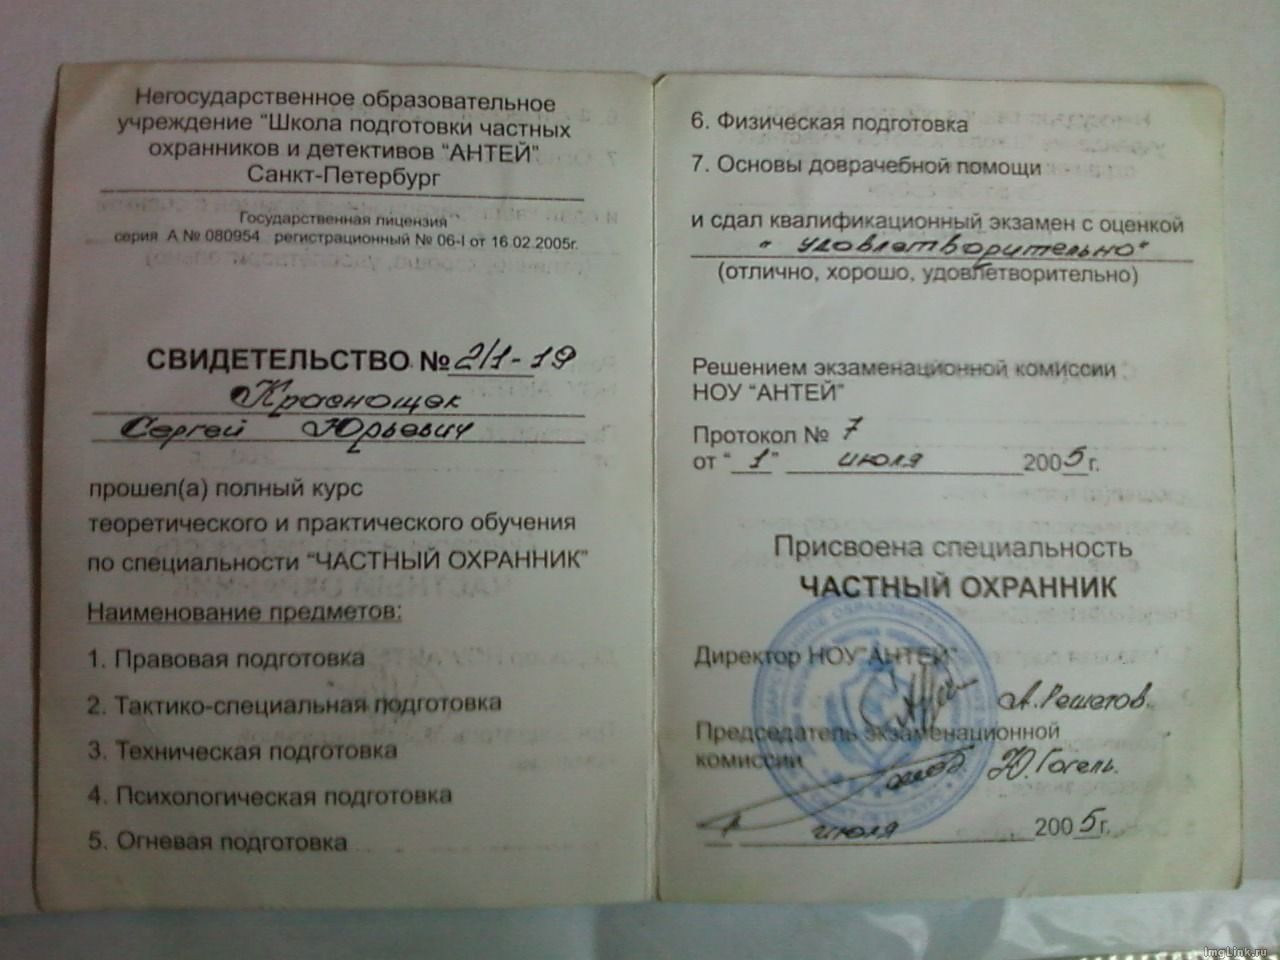 Негосударственное образовательное
учреждение "Школа подготовки частных
охранников и детективов "АНТЕЙ"
Санкт-Петербург
Государственная лицензия
серия А № 080954 регистрационный № 06-I от 16.02.2005г.
СВИДЕТЕЛЬСТВО № 2/1-19
Краснощек
Сергей Юрьевич
прошел(а) полный курс
теоретического и практического обучения
по специальности "ЧАСТНЫЙ ОХРАННИК"
Наименование предметов:
1. Правовая подготовка
2. Тактико-специальная подготовка
3. Техническая подготовка
4. Психологическая подготовка
5. Огневая подготовка
6. Физическая подготовка
7. Основы доврачебной помощи
и сдал квалификационный экзамен с оценкой
"удовлетворительно"
(отлично, хорошо, удовлетворительно)
Решением экзаменационной комиссии
НОУ "АНТЕЙ"
Протокол № 7
от "1" июля 2005г.
Присвоена специальность
ЧАСТНЫЙ ОХРАННИК
Директор НОУ "АНТЕЙ"
А.Решетов.
Председатель экзаменационной
комиссии Ю.Гогель.
июля 2005г.
ImgLink.ru